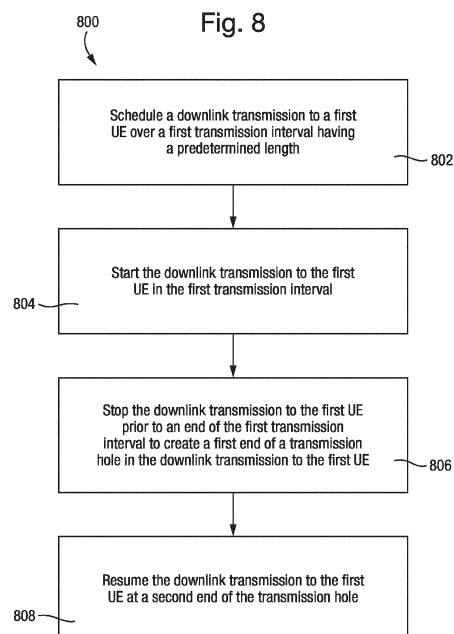 Fig. 8
800
Schedule a downlink transmission to a first
UE over a first transmission interval having
a predetermined length
802
Start the downlink transmission to the first
UE in the first transmission interval
804
Stop the downlink transmission to the first UE
prior to an end of the first transmission
interval to create a first end of a transmission
hole in the downlink transmission to the first UE
806
Resume the downlink transmission to the first
UE at a second end of the transmission hole
808